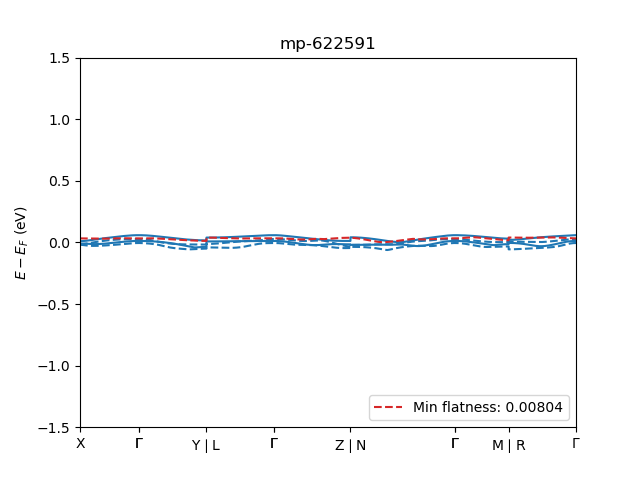 mp-622591
1.5
1.0
0.5
0.0
−0.5
−1.0
−1.5
E − E_F (eV)
Min flatness: 0.00804
X Γ Y | L Γ Z | N Γ M | R Γ